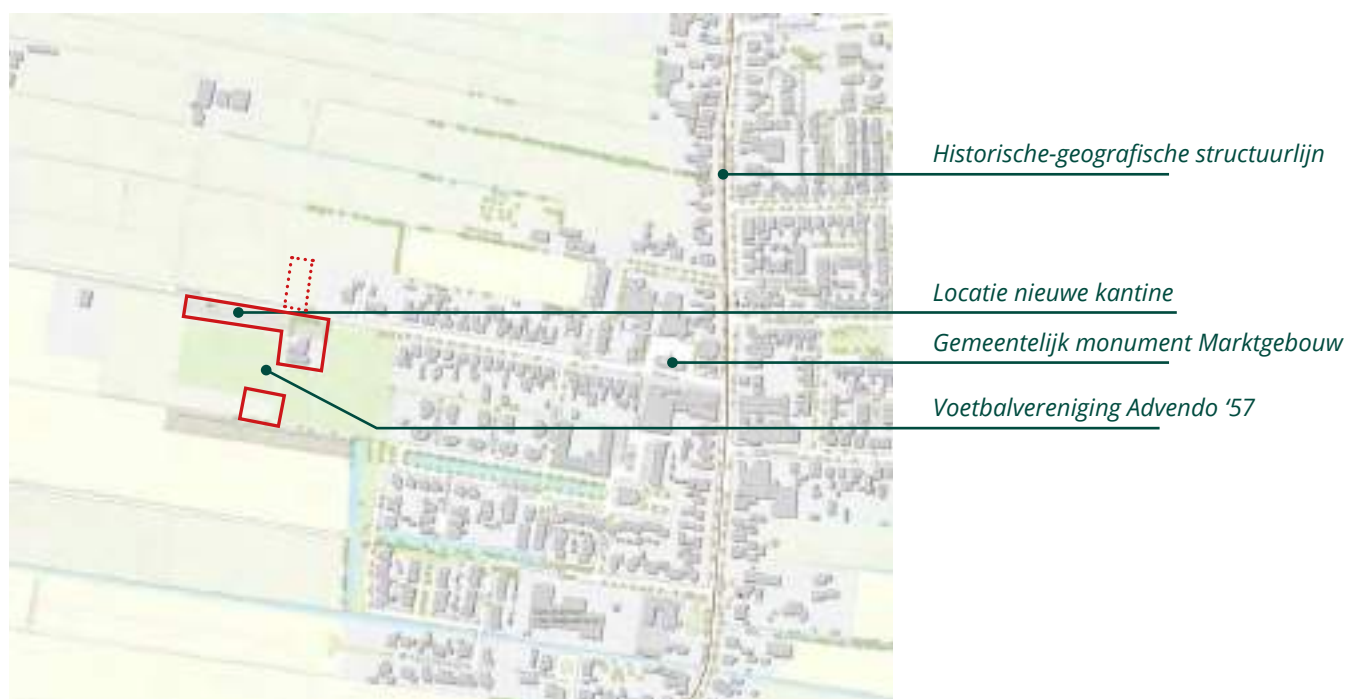 Historische-geografische structuurlijn
Locatie nieuwe kantine
Gemeentelijk monument Marktgebouw
Voetbalvereniging Advendo ‘57